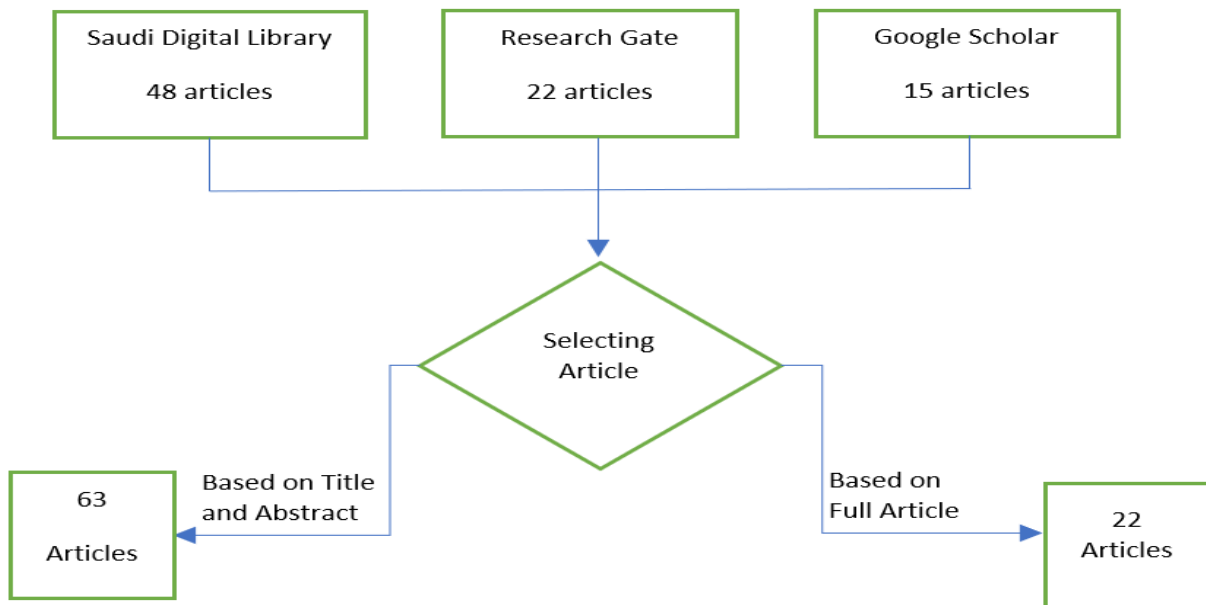 Saudi Digital Library
48 articles
Research Gate
22 articles
Google Scholar
15 articles
Selecting
Article
Based on Title
and Abstract
63
Articles
Based on
Full Article
22
Articles